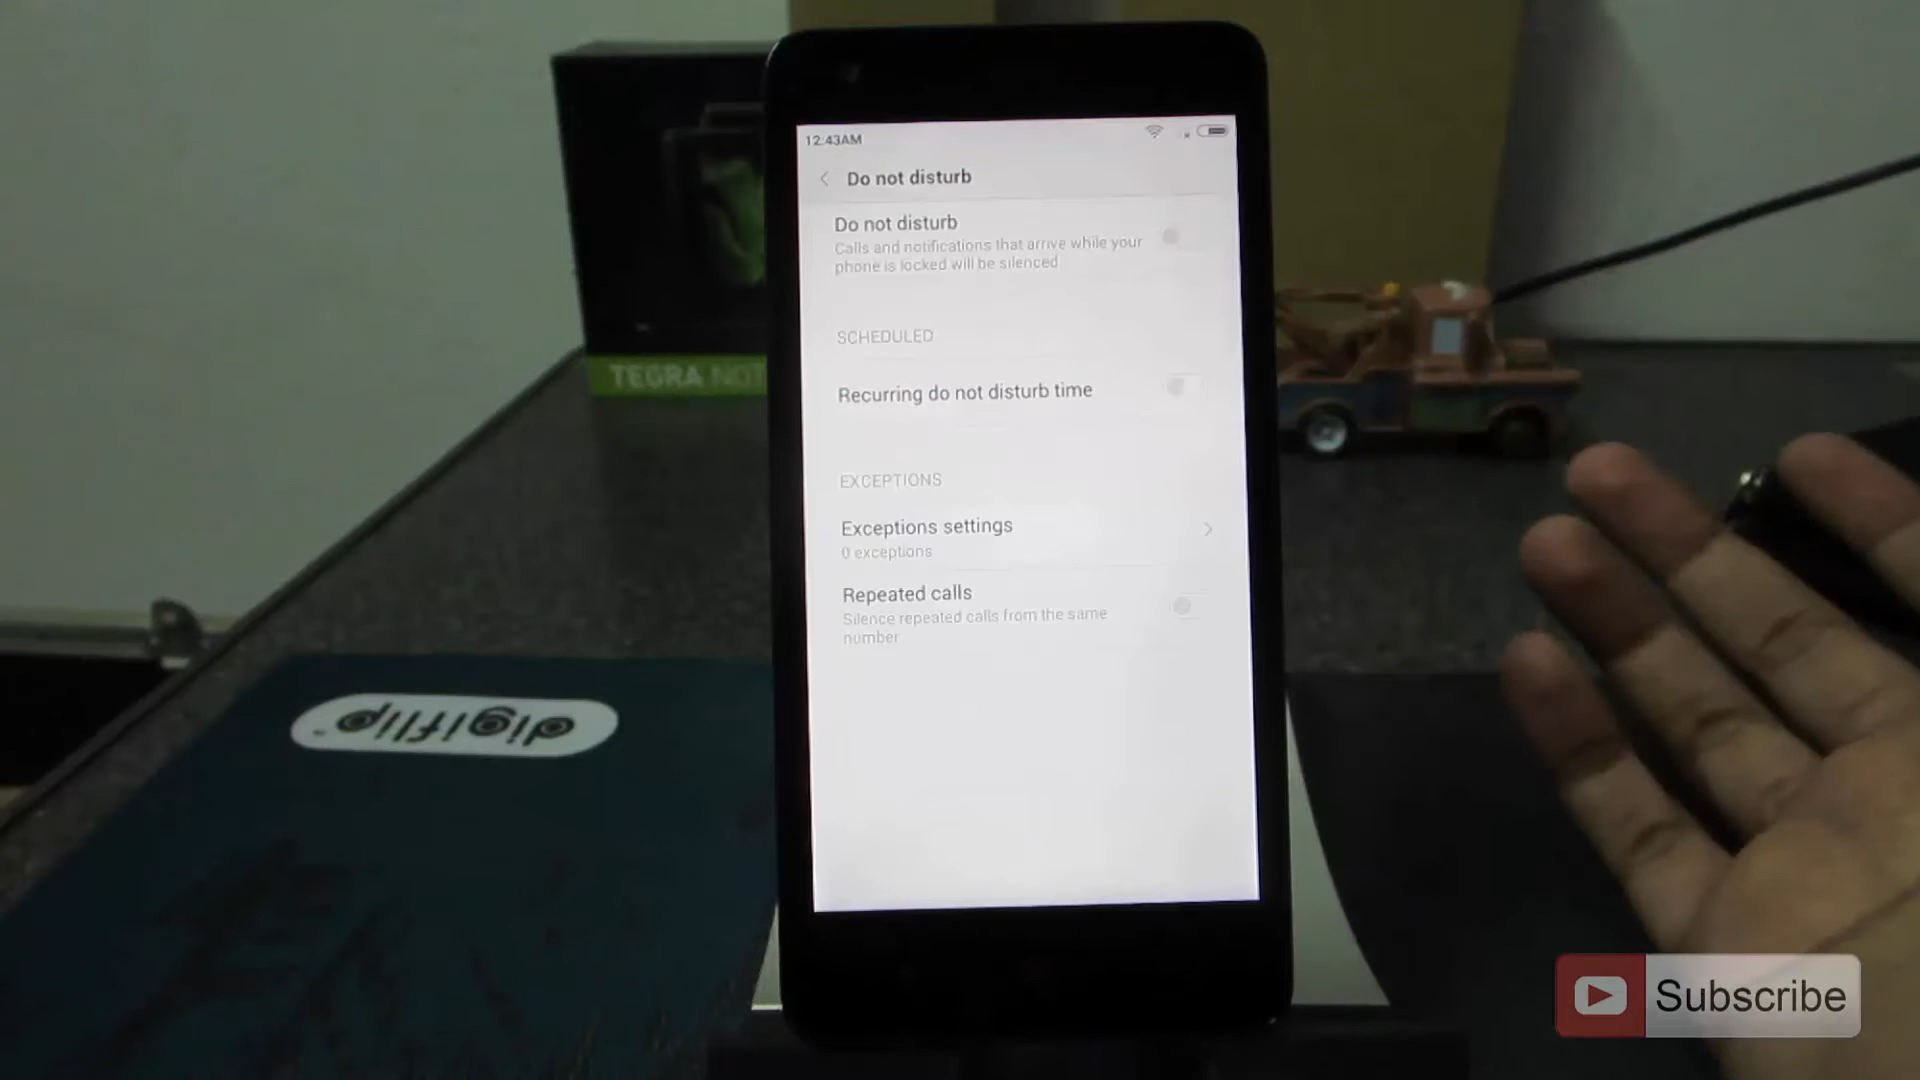 12:43AM
Do not disturb
Do not disturb
Calls and notifications that arrive while your
phone is locked will be silenced
SCHEDULED
Recurring do not disturb time
EXCEPTIONS
Exceptions settings
0 exceptions
Repeated calls
Silence repeated calls from the same
number
TEGRA NOT
digiflip
Subscribe